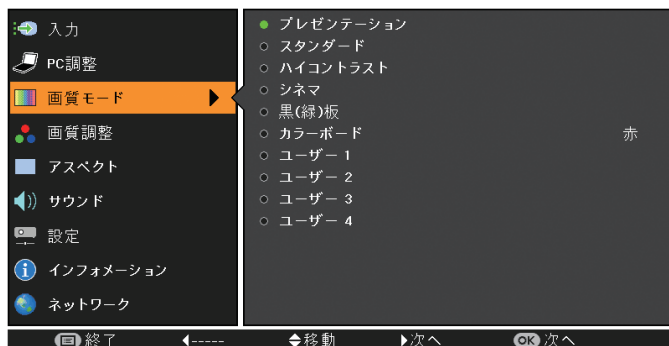 入力
PC調整
画質モード
画質調整
アスペクト
サウンド
設定
インフォメーション
ネットワーク
プレゼンテーション
スタンダード
ハイコントラスト
シネマ
黒(緑)板
カラーボード 赤
ユーザー 1
ユーザー 2
ユーザー 3
ユーザー 4
終了 ----- 移動 次へ OK 次へ